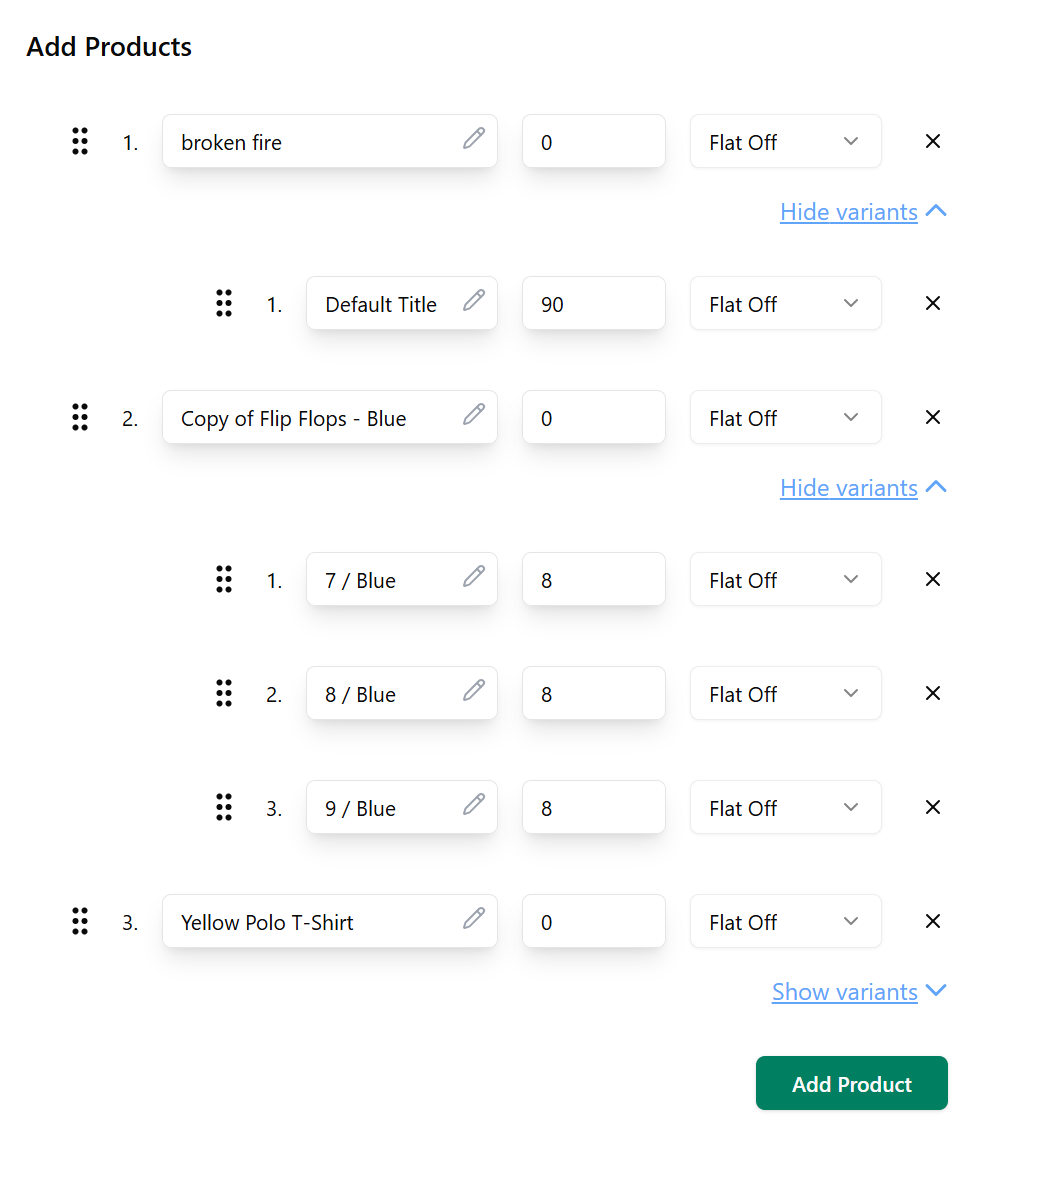 Add Products
1. broken fire 0 Flat Off
Hide variants
1. Default Title 90 Flat Off
2. Copy of Flip Flops - Blue 0 Flat Off
Hide variants
1. 7 / Blue 8 Flat Off
2. 8 / Blue 8 Flat Off
3. 9 / Blue 8 Flat Off
3. Yellow Polo T-Shirt 0 Flat Off
Show variants
Add Product